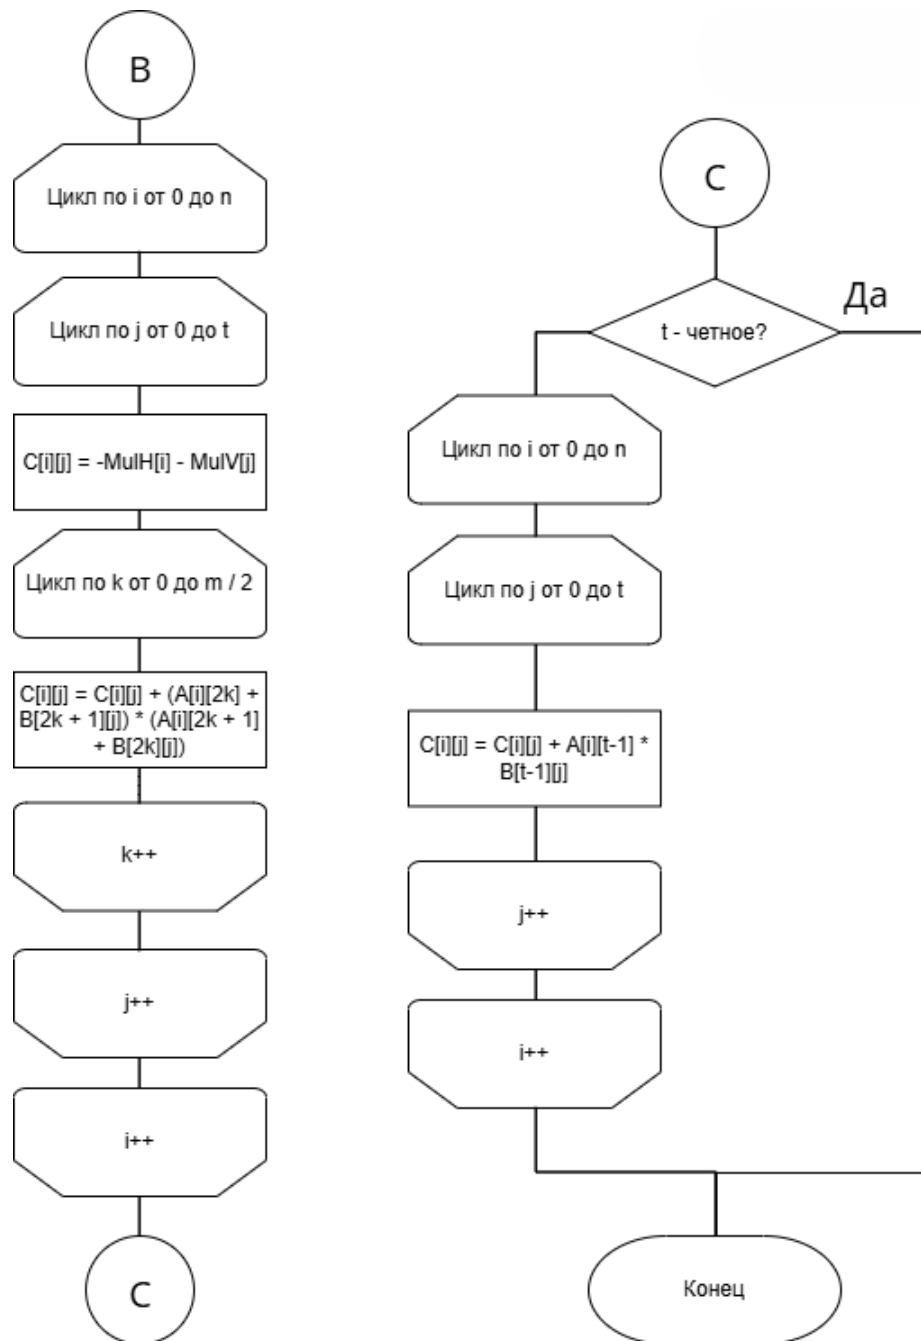 B
Цикл по i от 0 до n
Цикл по j от 0 до t
C[i][j] = -MulH[i] - MulV[j]
Цикл по k от 0 до m / 2
C[i][j] = C[i][j] + (A[i][2k] +
B[2k + 1][j]) * (A[i][2k + 1]
+ B[2k][j])
k++
j++
i++
C
C
t - четное?
Да
Цикл по i от 0 до n
Цикл по j от 0 до t
C[i][j] = C[i][j] + A[i][t-1] *
B[t-1][j]
j++
i++
Конец